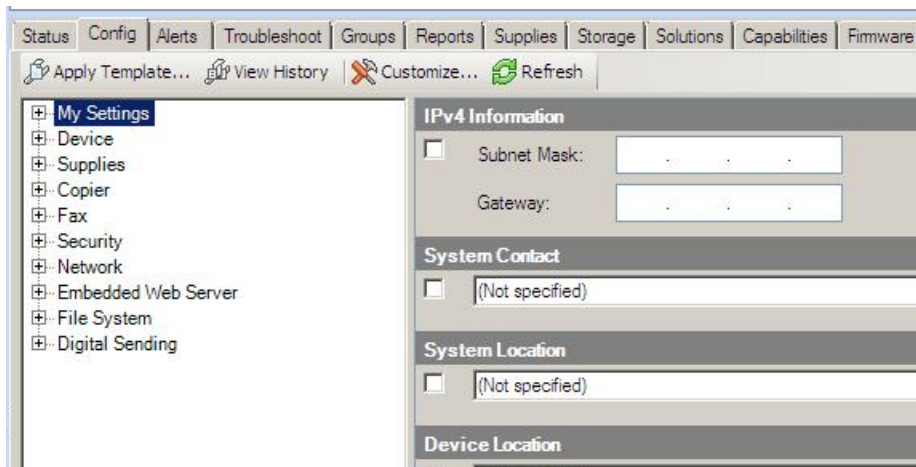 Status Config Alerts Troubleshoot Groups Reports Supplies Storage Solutions Capabilities Firmware
Apply Template... View History Customize... Refresh
My Settings
Device
Supplies
Copier
Fax
Security
Network
Embedded Web Server
File System
Digital Sending
IPv4 Information
Subnet Mask: . . .
Gateway: . . .
System Contact
(Not specified)
System Location
(Not specified)
Device Location